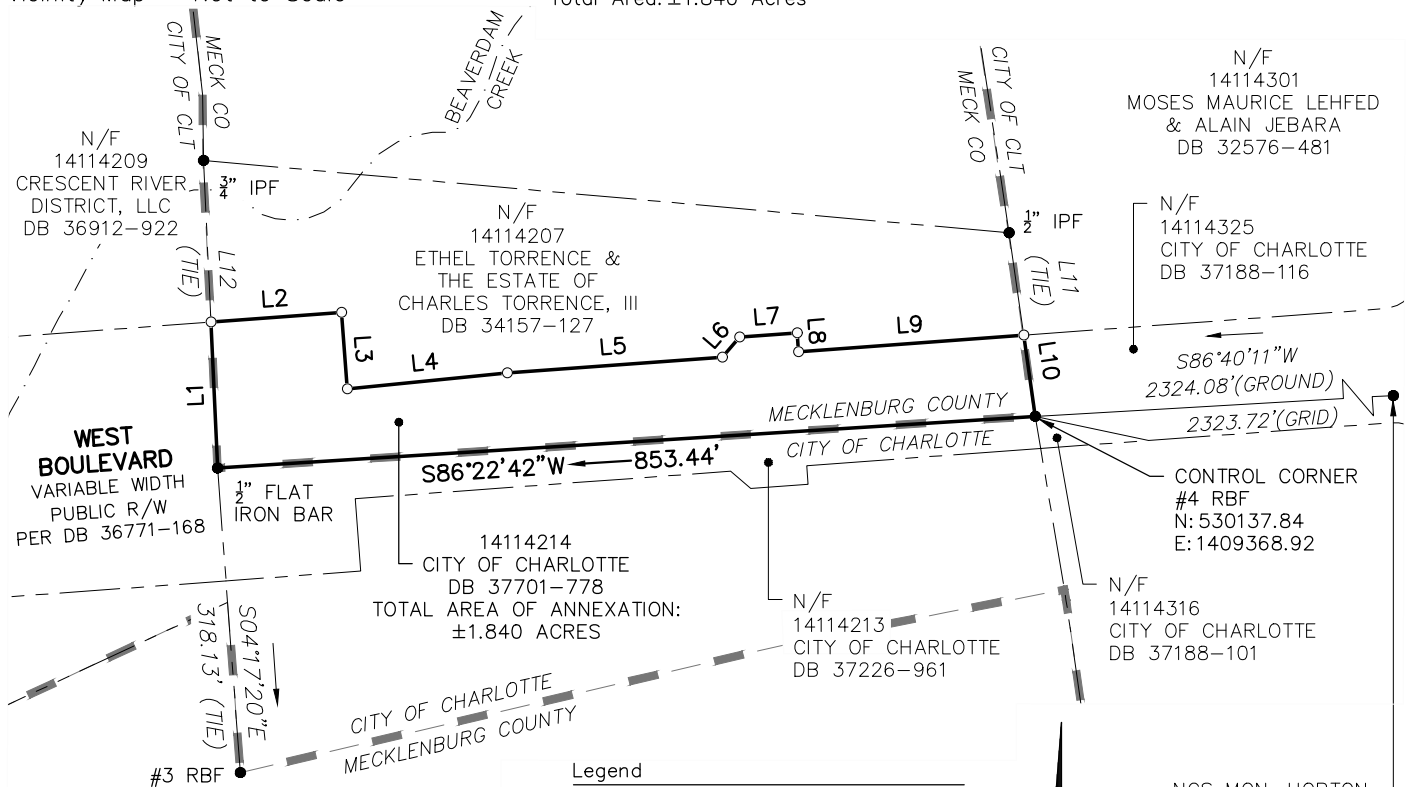 Vicinity Map - Not to Scale
Total Area: ±1.840 Acres
MECK CO
CITY OF CLT
BEAVERDAM
CREEK
CITY OF CLT
MECK CO
N/F
14114301
MOSES MAURICE LEHFED
& ALAIN JEBARA
DB 32576-481
N/F
14114209
CRESCENT RIVER
DISTRICT, LLC
DB 36912-922
3/4" IPF
N/F
14114207
ETHEL TORRENCE &
THE ESTATE OF
CHARLES TORRENCE, III
DB 34157-127
1/2" IPF
N/F
14114325
CITY OF CHARLOTTE
DB 37188-116
L12
(TIE)
L11
(TIE)
L2
L3
L4
L5
L6
L7
L8
L9
L10
L1
S86°40'11"W
2324.08'(GROUND)
2323.72'(GRID)
MECKLENBURG COUNTY
CITY OF CHARLOTTE
S86°22'42"W
853.44'
WEST
BOULEVARD
VARIABLE WIDTH
PUBLIC R/W
PER DB 36771-168
1/2" FLAT
IRON BAR
CONTROL CORNER
#4 RBF
N: 530137.84
E: 1409368.92
14114214
CITY OF CHARLOTTE
DB 37701-778
TOTAL AREA OF ANNEXATION:
±1.840 ACRES
N/F
14114213
CITY OF CHARLOTTE
DB 37226-961
N/F
14114316
CITY OF CHARLOTTE
DB 37188-101
S04°17'20"E
318.13' (TIE)
CITY OF CHARLOTTE
MECKLENBURG COUNTY
#3 RBF
Legend
NGS MON. HORTON